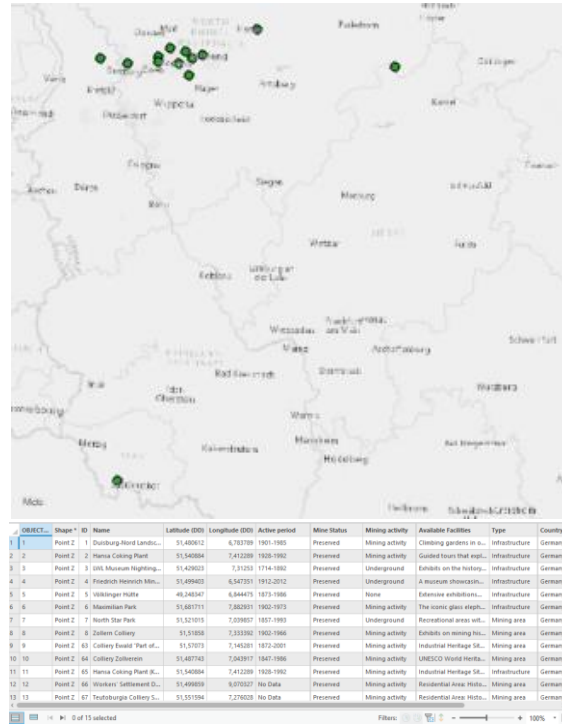 Paderborn
Arnsberg
Kassel
Düsseldorf
Siegen
Marburg
Wetzlar
Koblenz
Wiesbaden
Mainz
Aschaffenburg
Schweinfurt
Darmstadt
Würzburg
Worms
Merzig
Kaiserslautern
Mannheim
Heidelberg
Metz
Heilbronn
OBJECT... Shape * ID Name Latitude (DD) Longitude (DD) Active period Mine Status Mining activity Available Facilities Type Country
1 1 Point Z 1 Duisburg-Nord Landsc... 51,480612 6,783789 1901-1985 Preserved Mining activity Climbing gardens in o... Infrastructure German
2 2 Point Z 2 Hansa Coking Plant 51,540884 7,412289 1928-1992 Preserved Mining activity Guided tours that expl... Infrastructure German
3 3 Point Z 3 LWL Museum Nighting... 51,429023 7,31253 1714-1892 Preserved Underground Exhibits on the history... Infrastructure German
4 4 Point Z 4 Friedrich Heinrich Min... 51,499403 6,547351 1912-2012 Preserved Underground A museum showcasin... Infrastructure German
5 5 Point Z 5 Völklinger Hütte 49,248347 6,844475 1873-1986 Preserved None Extensive exhibitions... Infrastructure German
6 6 Point Z 6 Maximilian Park 51,681711 7,882931 1902-1973 Preserved Mining activity The iconic glass eleph... Infrastructure German
7 7 Point Z 7 North Star Park 51,521015 7,039857 1857-1993 Preserved Underground Recreational areas wit... Mining area German
8 8 Point Z 8 Zollern Colliery 51,51858 7,333392 1902-1966 Preserved Mining activity Exhibits on mining his... Mining area German
9 9 Point Z 63 Colliery Ewald "Part of... 51,57073 7,145281 1872-2001 Preserved Mining activity Industrial Heritage Sit... Mining area German
10 10 Point Z 64 Colliery Zollverein 51,487743 7,043917 1847-1986 Preserved Mining activity UNESCO World Herita... Mining area German
11 11 Point Z 65 Hansa Coking Plant (K... 51,540884 7,412289 1928-1992 Preserved Mining activity Industrial Heritage Sit... Infrastructure German
12 12 Point Z 66 Workers' Settlement D... 51,499859 9,070327 No Data Preserved Mining activity Residential Area: Histo... Mining area German
13 13 Point Z 67 Teutoburgia Colliery S... 51,551594 7,276028 No Data Preserved Mining activity Residential Area: Histo... Mining area German
0 of 15 selected Filters: 100%